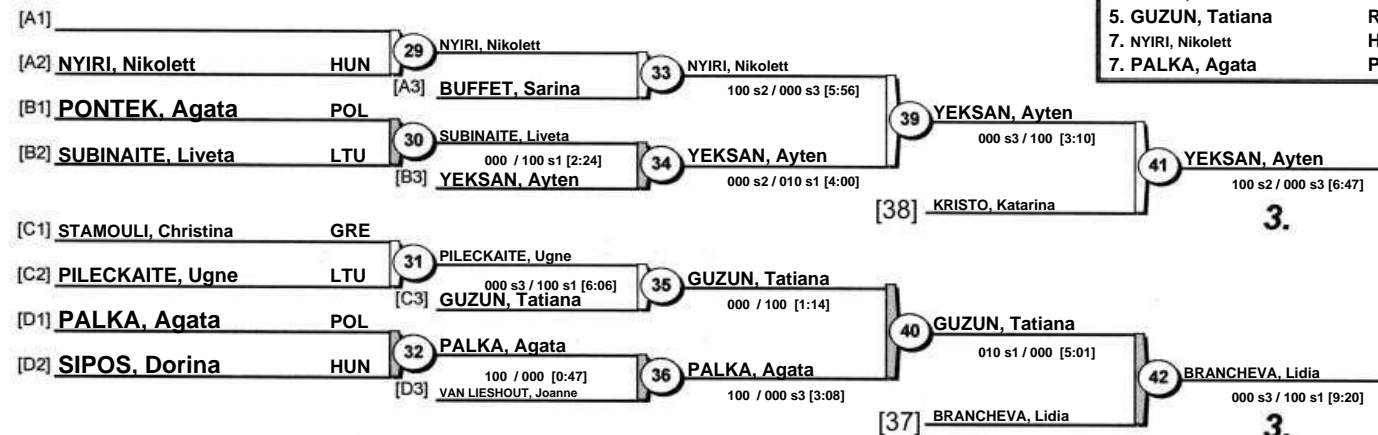 5. GUZUN, Tatiana R
7. NYIRI, Nikolett H
7. PALKA, Agata P
[A1]
[A2] NYIRI, Nikolett HUN
29 NYIRI, Nikolett
[A3] BUFFET, Sarina
33 NYIRI, Nikolett
100 s2 / 000 s3 [5:56]
[B1] PONTEK, Agata POL
[B2] SUBINAITE, Liveta LTU
30 SUBINAITE, Liveta
000 / 100 s1 [2:24]
[B3] YEKSAN, Ayten
34 YEKSAN, Ayten
000 s2 / 010 s1 [4:00]
39 YEKSAN, Ayten
000 s3 / 100 [3:10]
[38] KRISTO, Katarina
41 YEKSAN, Ayten
100 s2 / 000 s3 [6:47]
3.
[C1] STAMOULI, Christina GRE
[C2] PILECKAITE, Ugne LTU
31 PILECKAITE, Ugne
000 s3 / 100 s1 [6:06]
[C3] GUZUN, Tatiana
35 GUZUN, Tatiana
000 / 100 [1:14]
[D1] PALKA, Agata POL
[D2] SIPOS, Dorina HUN
32 PALKA, Agata
100 / 000 [0:47]
[D3] VAN LIESHOUT, Joanne
36 PALKA, Agata
100 / 000 s3 [3:08]
40 GUZUN, Tatiana
010 s1 / 000 [5:01]
[37] BRANCHEVA, Lidia
42 BRANCHEVA, Lidia
000 s3 / 100 s1 [9:20]
3.